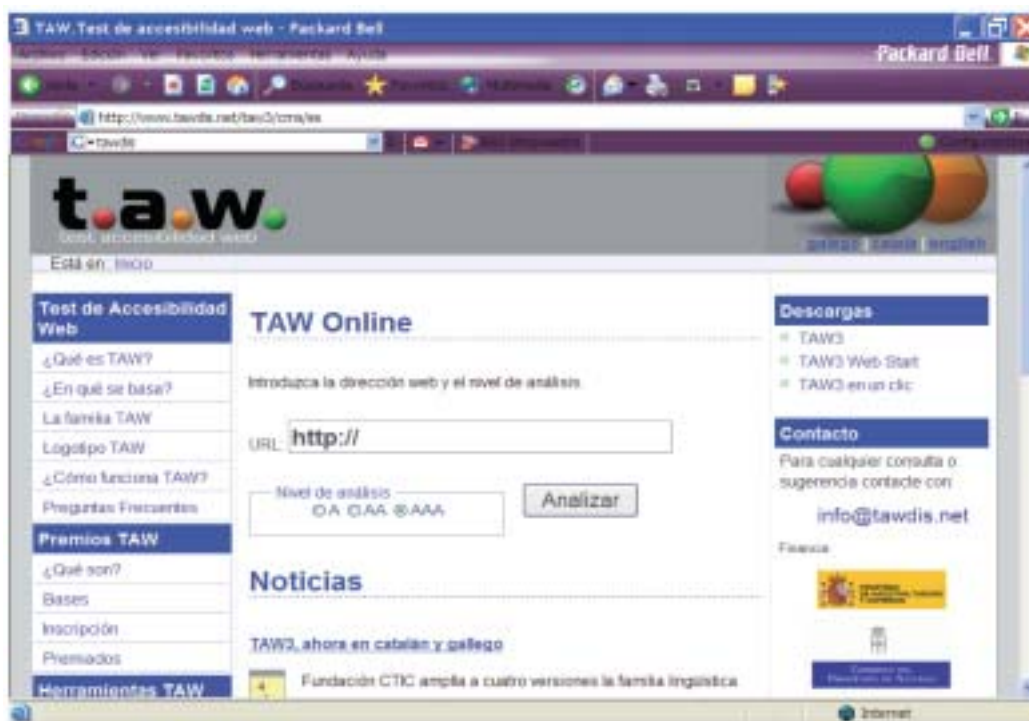 TAW. Test de accesibilidad web - Packard Bell
Packard Bell
http://www.tawdis.net/taw3/cms/es
tawdis
t.a.w.
test accesibilidad web
english
Está en: Inicio
Test de Accesibilidad
Web
¿Qué es TAW?
¿En qué se basa?
La familia TAW
Logotipo TAW
¿Cómo funciona TAW?
Preguntas Frecuentes
Premios TAW
¿Qué son?
Bases
Inscripción
Premiados
Herramientas TAW
TAW Online
Introduzca la dirección web y el nivel de análisis
URL: http://
Nivel de análisis
A AA AAA
Analizar
Noticias
TAW3, ahora en catalán y gallego
Fundación CTIC amplia a cuatro versiones la familia lingüística
Descargas
TAW3
TAW3 Web Start
TAW3 en un clic
Contacto
Para cualquier consulta o
sugerencia contacte con:
info@tawdis.net
Financia:
Internet